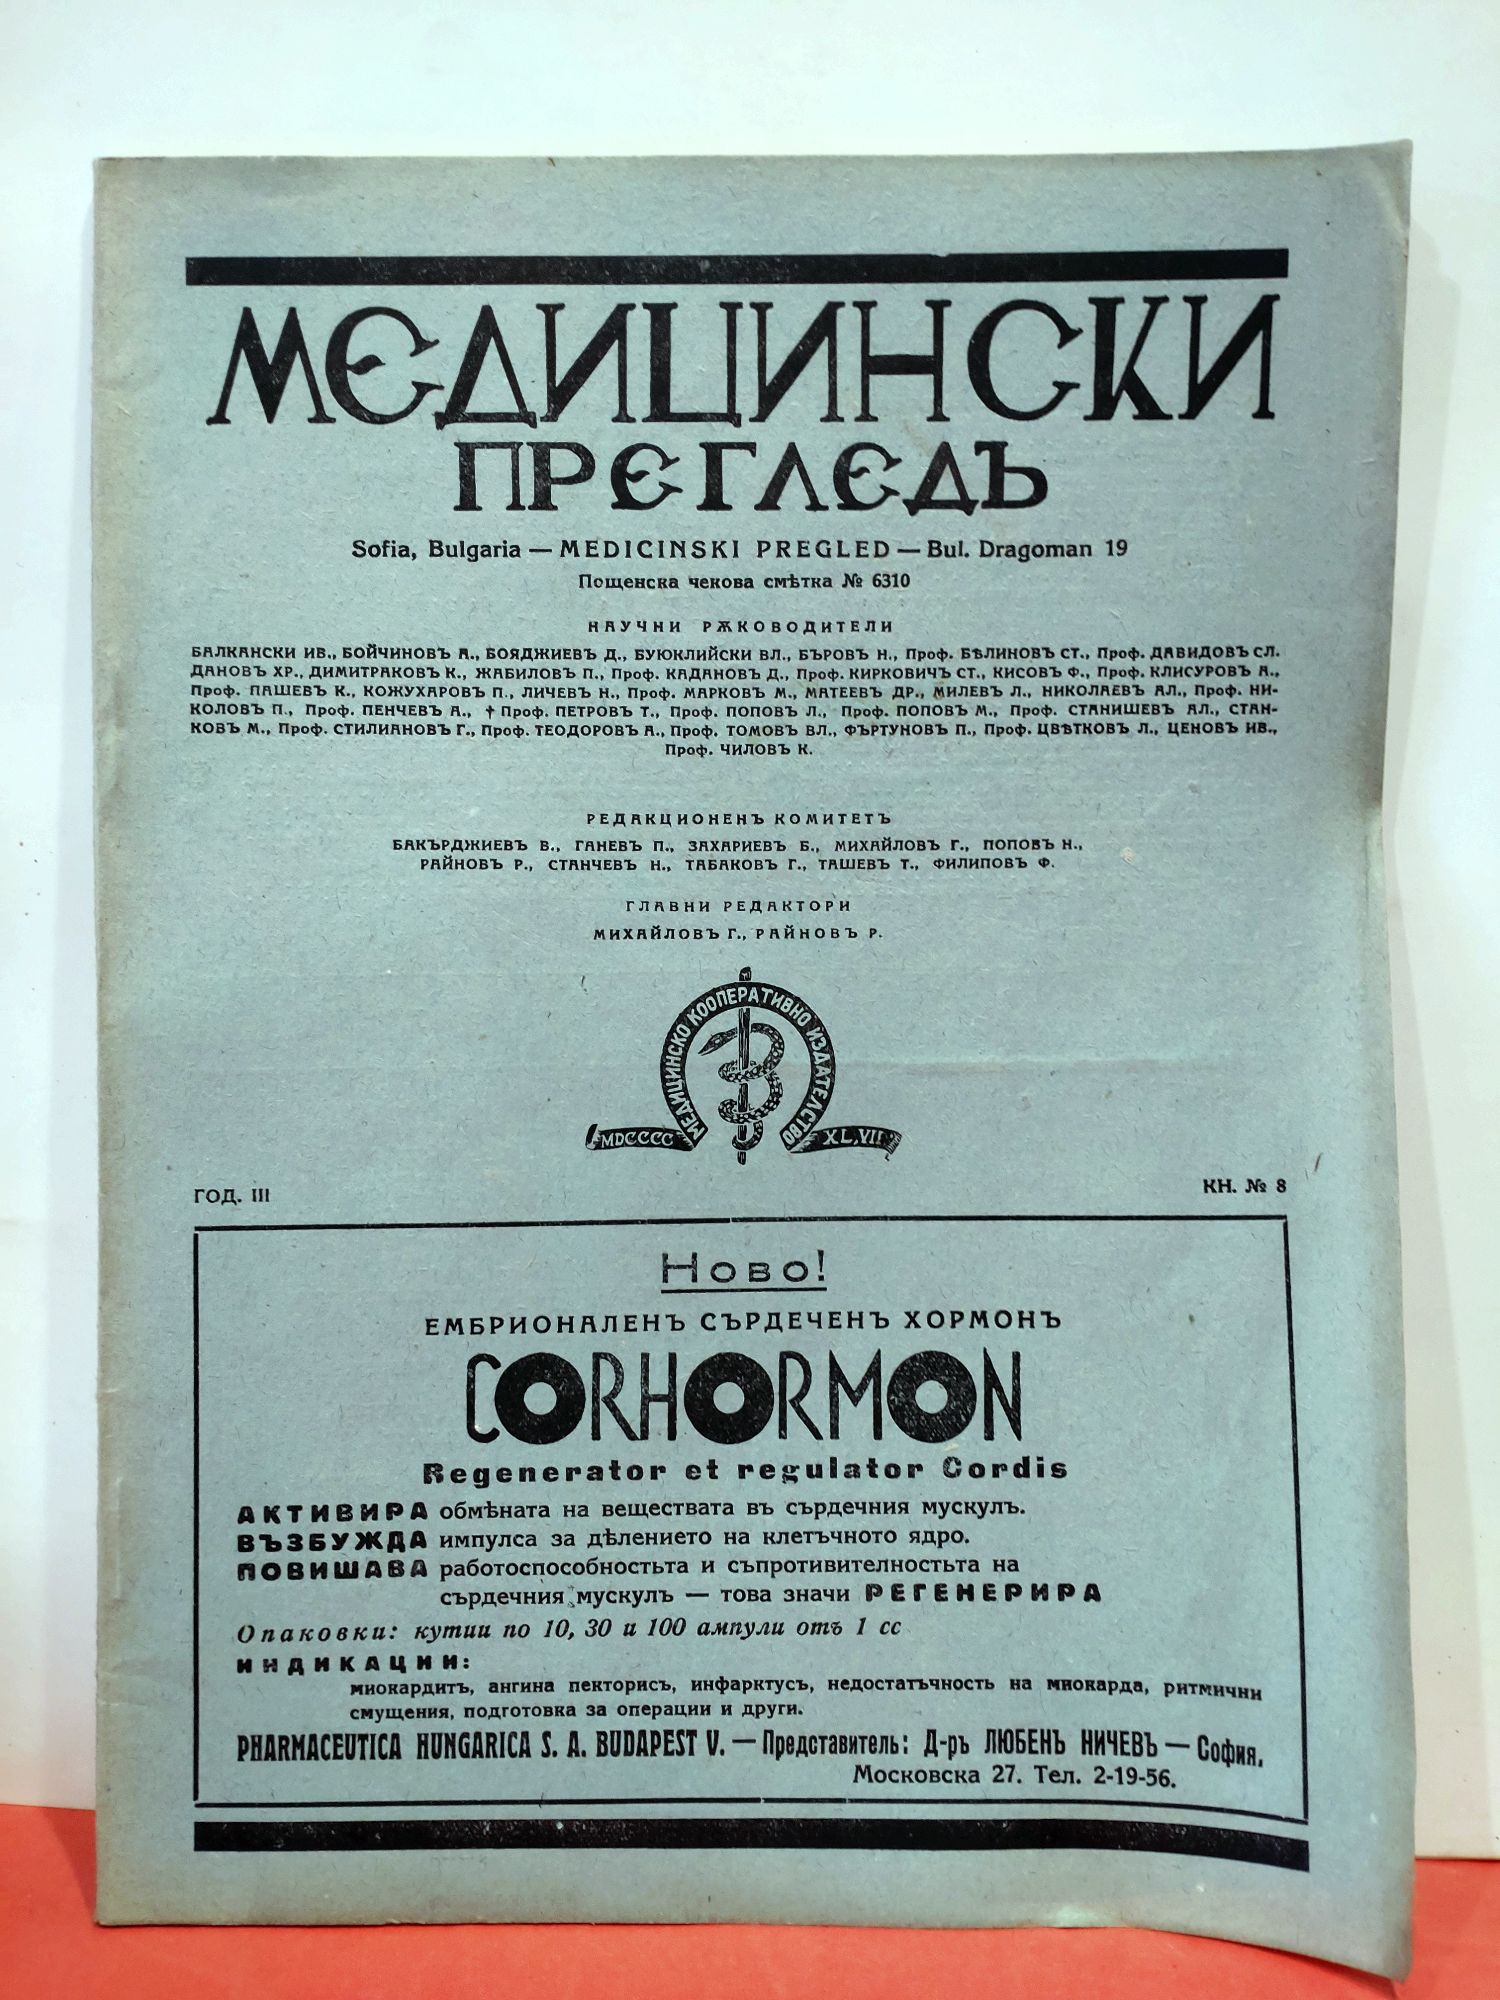 МЕДИЦИНСКИ
ПРЕГЛЕДЪ
Sofia, Bulgaria — MEDICINSKI PREGLED — Bul. Dragoman 19
Пощенска чекова смѣтка № 6310
НАУЧНИ РѪКОВОДИТЕЛИ
БАЛКАНСКИ ИВ., БОЙЧИНОВЪ А., БОЯДЖИЕВЪ Д., БУЮКЛИЙСКИ ВЛ., БЪРОВЪ Н., Проф. БѢЛИНОВЪ СТ., Проф. ДАВИДОВЪ СЛ.
ДАНОВЪ ХР., ДИМИТРАКОВЪ К., ЖАБИЛОВЪ П., Проф. КАДАНОВЪ Д., Проф. КИРКОВИЧЪ СТ., КИСОВЪ Ф., Проф. КЛИСУРОВЪ А.,
Проф. ПАШЕВЪ К., КОЖУХАРОВЪ П., ЛИЧЕВЪ Н., Проф. МАРКОВЪ М., МАТЕЕВЪ ДР., МИЛЕВЪ Л., НИКОЛАЕВЪ АЛ., Проф. НИ-
КОЛОВЪ П., Проф. ПЕНЧЕВЪ А., † Проф. ПЕТРОВЪ Т., Проф. ПОПОВЪ Л., Проф. ПОПОВЪ М., Проф. СТАНИШЕВЪ АЛ., СТАН-
КОВЪ М., Проф. СТИЛИАНОВЪ Г., Проф. ТЕОДОРОВЪ А., Проф. ТОМОВЪ ВЛ., ФЪРТУНОВЪ П., Проф. ЦВѢТКОВЪ Л., ЦЕНОВЪ ИВ.,
Проф. ЧИЛОВЪ К.
РЕДАКЦИОНЕНЪ КОМИТЕТЪ
БАКЪРДЖИЕВЪ В., ГАНЕВЪ П., ЗАХАРИЕВЪ Б., МИХАЙЛОВЪ Г., ПОПОВЪ Н.,
РАЙНОВЪ Р., СТАНЧЕВЪ Н., ТАБАКОВЪ Г., ТАШЕВЪ Т., ФИЛИПОВЪ Ф.
ГЛАВНИ РЕДАКТОРИ
МИХАЙЛОВЪ Г., РАЙНОВЪ Р.
МЕДИЦИНСКО КООПЕРАТИВНО ИЗДАТЕЛСТВО
MDCCCC XL,VII
ГОД. III КН. № 8
Ново!
ЕМБРИОНАЛЕНЪ СЪРДЕЧЕНЪ ХОРМОНЪ
CORHORMON
Regenerator et regulator Cordis
АКТИВИРА обмѣната на веществата въ сърдечния мускулъ.
ВЪЗБУЖДА импулса за дѣлението на клетъчното ядро.
ПОВИШАВА работоспособностьта и съпротивителностьта на
сърдечния мускулъ — това значи РЕГЕНЕРИРА
Опаковки: кутии по 10, 30 и 100 ампули отъ 1 сс
ИНДИКАЦИИ:
миокардитъ, ангина пекторисъ, инфарктусъ, недостатъчность на миокарда, ритмични
смущения, подготовка за операции и други.
PHARMACEUTICA HUNGARICA S. A. BUDAPEST V. — Представитель: Д-ръ ЛЮБЕНЪ НИЧЕВЪ — София,
Московска 27. Тел. 2-19-56.